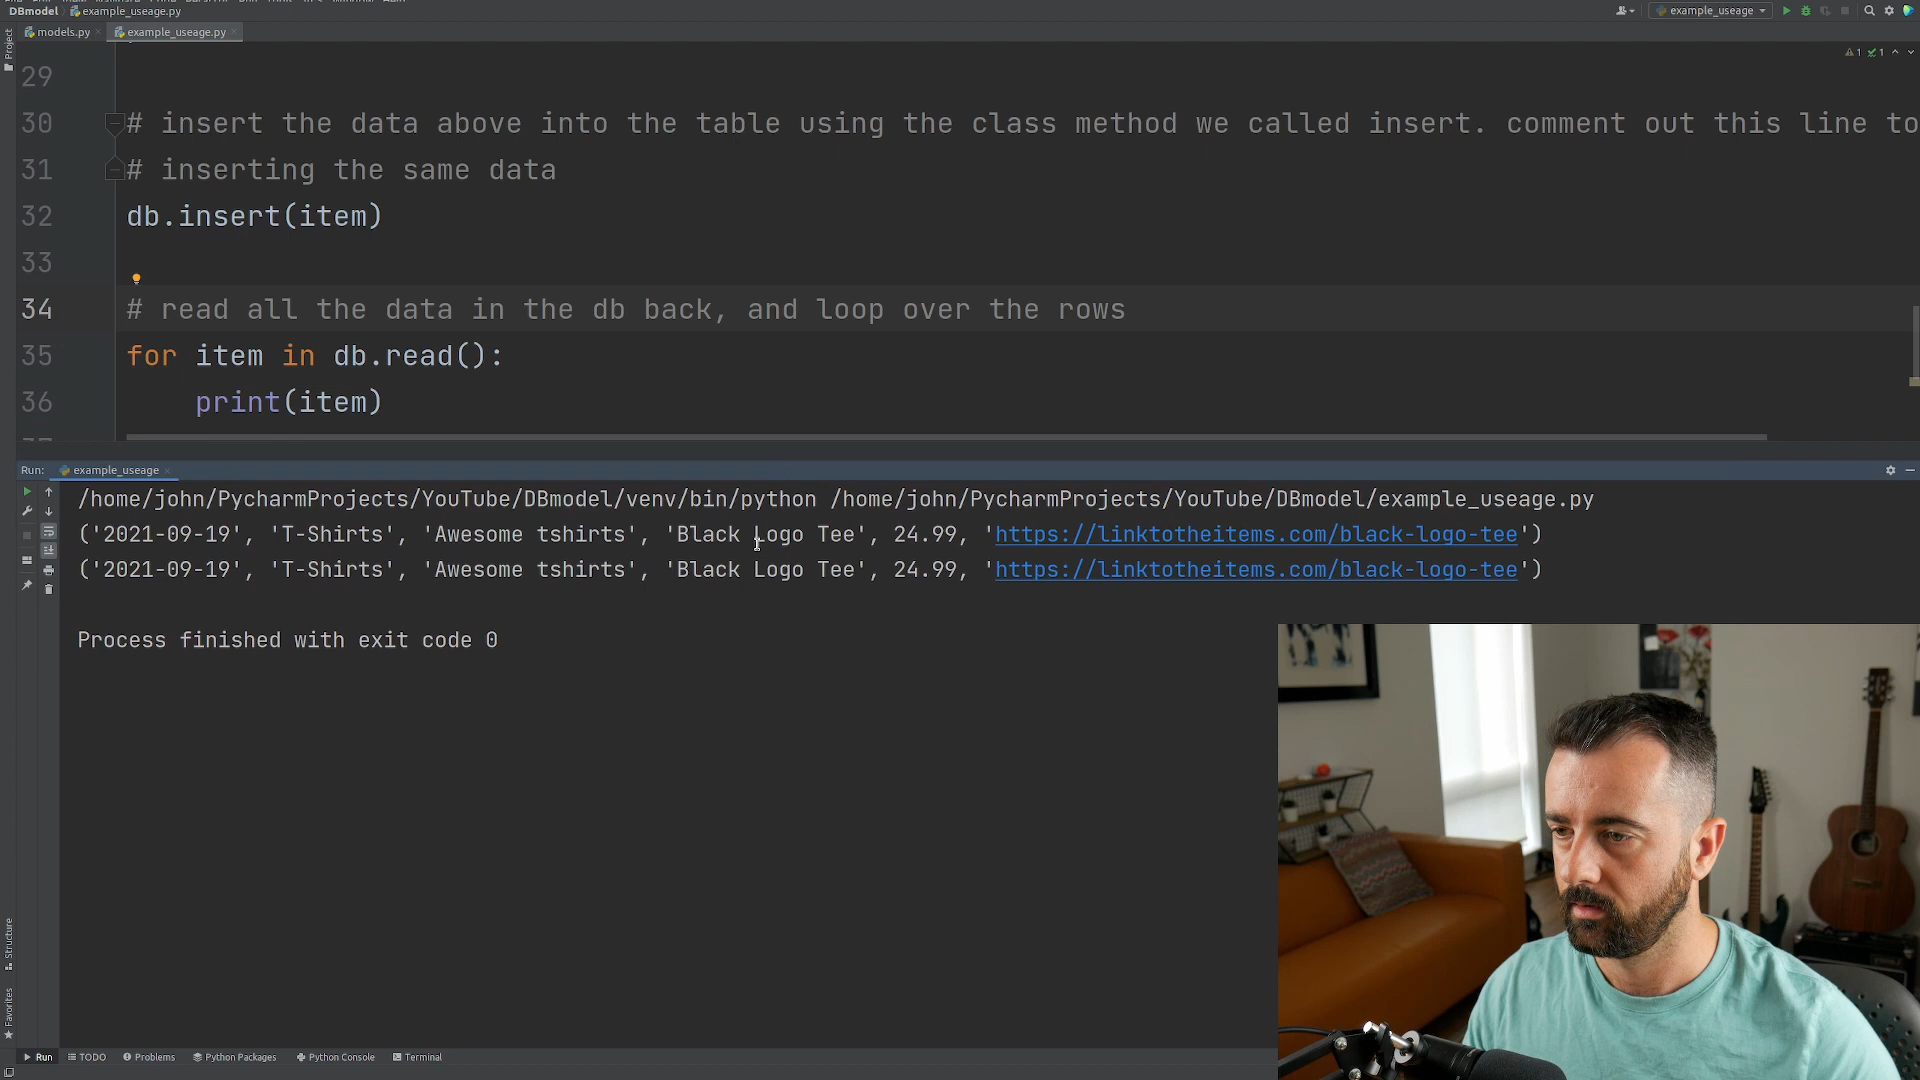 DBmodel example_useage.py
example_useage
models.py
example_useage.py
Project
1 1
29
30 # insert the data above into the table using the class method we called insert. comment out this line to
31 # inserting the same data
32 db.insert(item)
33
34 # read all the data in the db back, and loop over the rows
35 for item in db.read():
36 print(item)
Run: example_useage
/home/john/PycharmProjects/YouTube/DBmodel/venv/bin/python /home/john/PycharmProjects/YouTube/DBmodel/example_useage.py
('2021-09-19', 'T-Shirts', 'Awesome tshirts', 'Black Logo Tee', 24.99, 'https://linktotheitems.com/black-logo-tee')
('2021-09-19', 'T-Shirts', 'Awesome tshirts', 'Black Logo Tee', 24.99, 'https://linktotheitems.com/black-logo-tee')
Process finished with exit code 0
Structure
Favorites
Run TODO Problems Python Packages Python Console Terminal